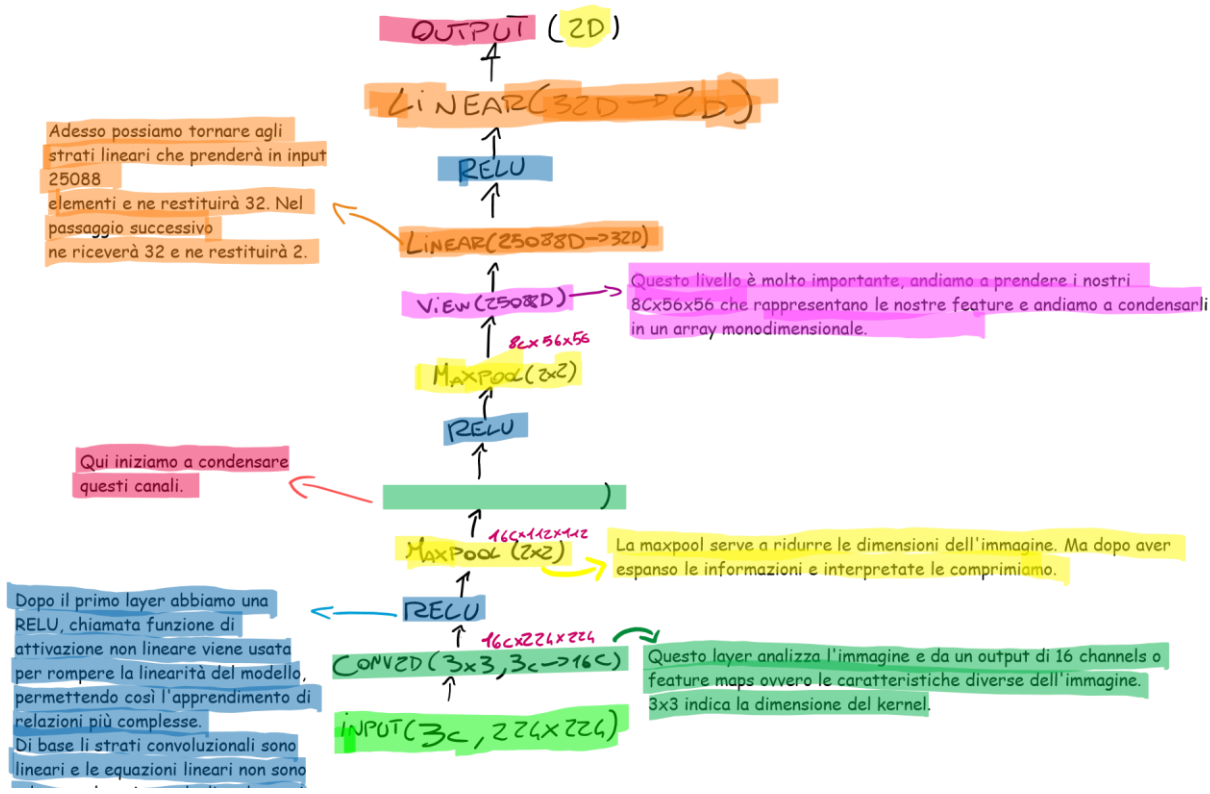 OUTPUT (2D)
LINEAR(32D→2D)
Adesso possiamo tornare agli
strati lineari che prenderà in input
25088
elementi e ne restituirà 32. Nel
passaggio successivo
ne riceverà 32 e ne restituirà 2.
RELU
LINEAR(25088D→32D)
VIEW(25088D)
Questo livello è molto importante, andiamo a prendere i nostri
8Cx56x56 che rappresentano le nostre feature e andiamo a condensarli
in un array monodimensionale.
8cx56x56
MAXPOOL(2x2)
RELU
Qui iniziamo a condensare
questi canali.
)
16cx112x112
MAXPOOL(2x2)
La maxpool serve a ridurre le dimensioni dell'immagine. Ma dopo aver
espanso le informazioni e interpretate le comprimiamo.
RELU
Dopo il primo layer abbiamo una
RELU, chiamata funzione di
attivazione non lineare viene usata
per rompere la linearità del modello,
permettendo così l'apprendimento di
relazioni più complesse.
Di base li strati convoluzionali sono
lineari e le equazioni lineari non sono
16cx224x224
CONV2D(3x3,3c→16C)
Questo layer analizza l'immagine e da un output di 16 channels o
feature maps ovvero le caratteristiche diverse dell'immagine.
3x3 indica la dimensione del kernel.
INPUT(3c, 224x224)